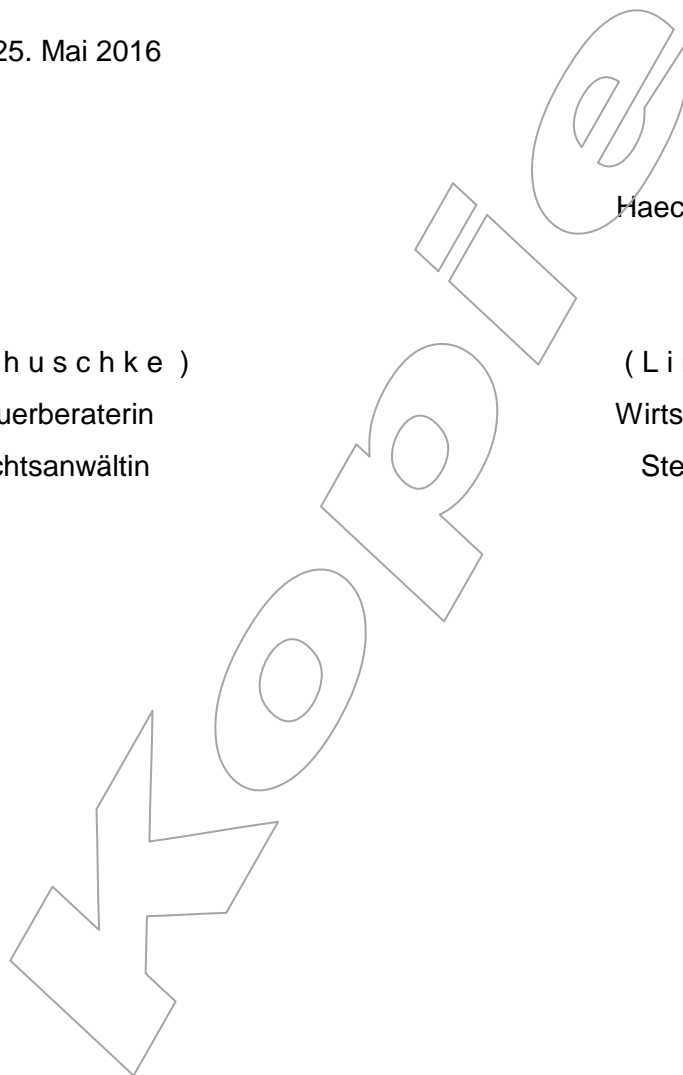 25. Mai 2016
Haec
h u s c h k e ) ( L i
uerberaterin Wirts
chtsanwältin Ste
Kopie